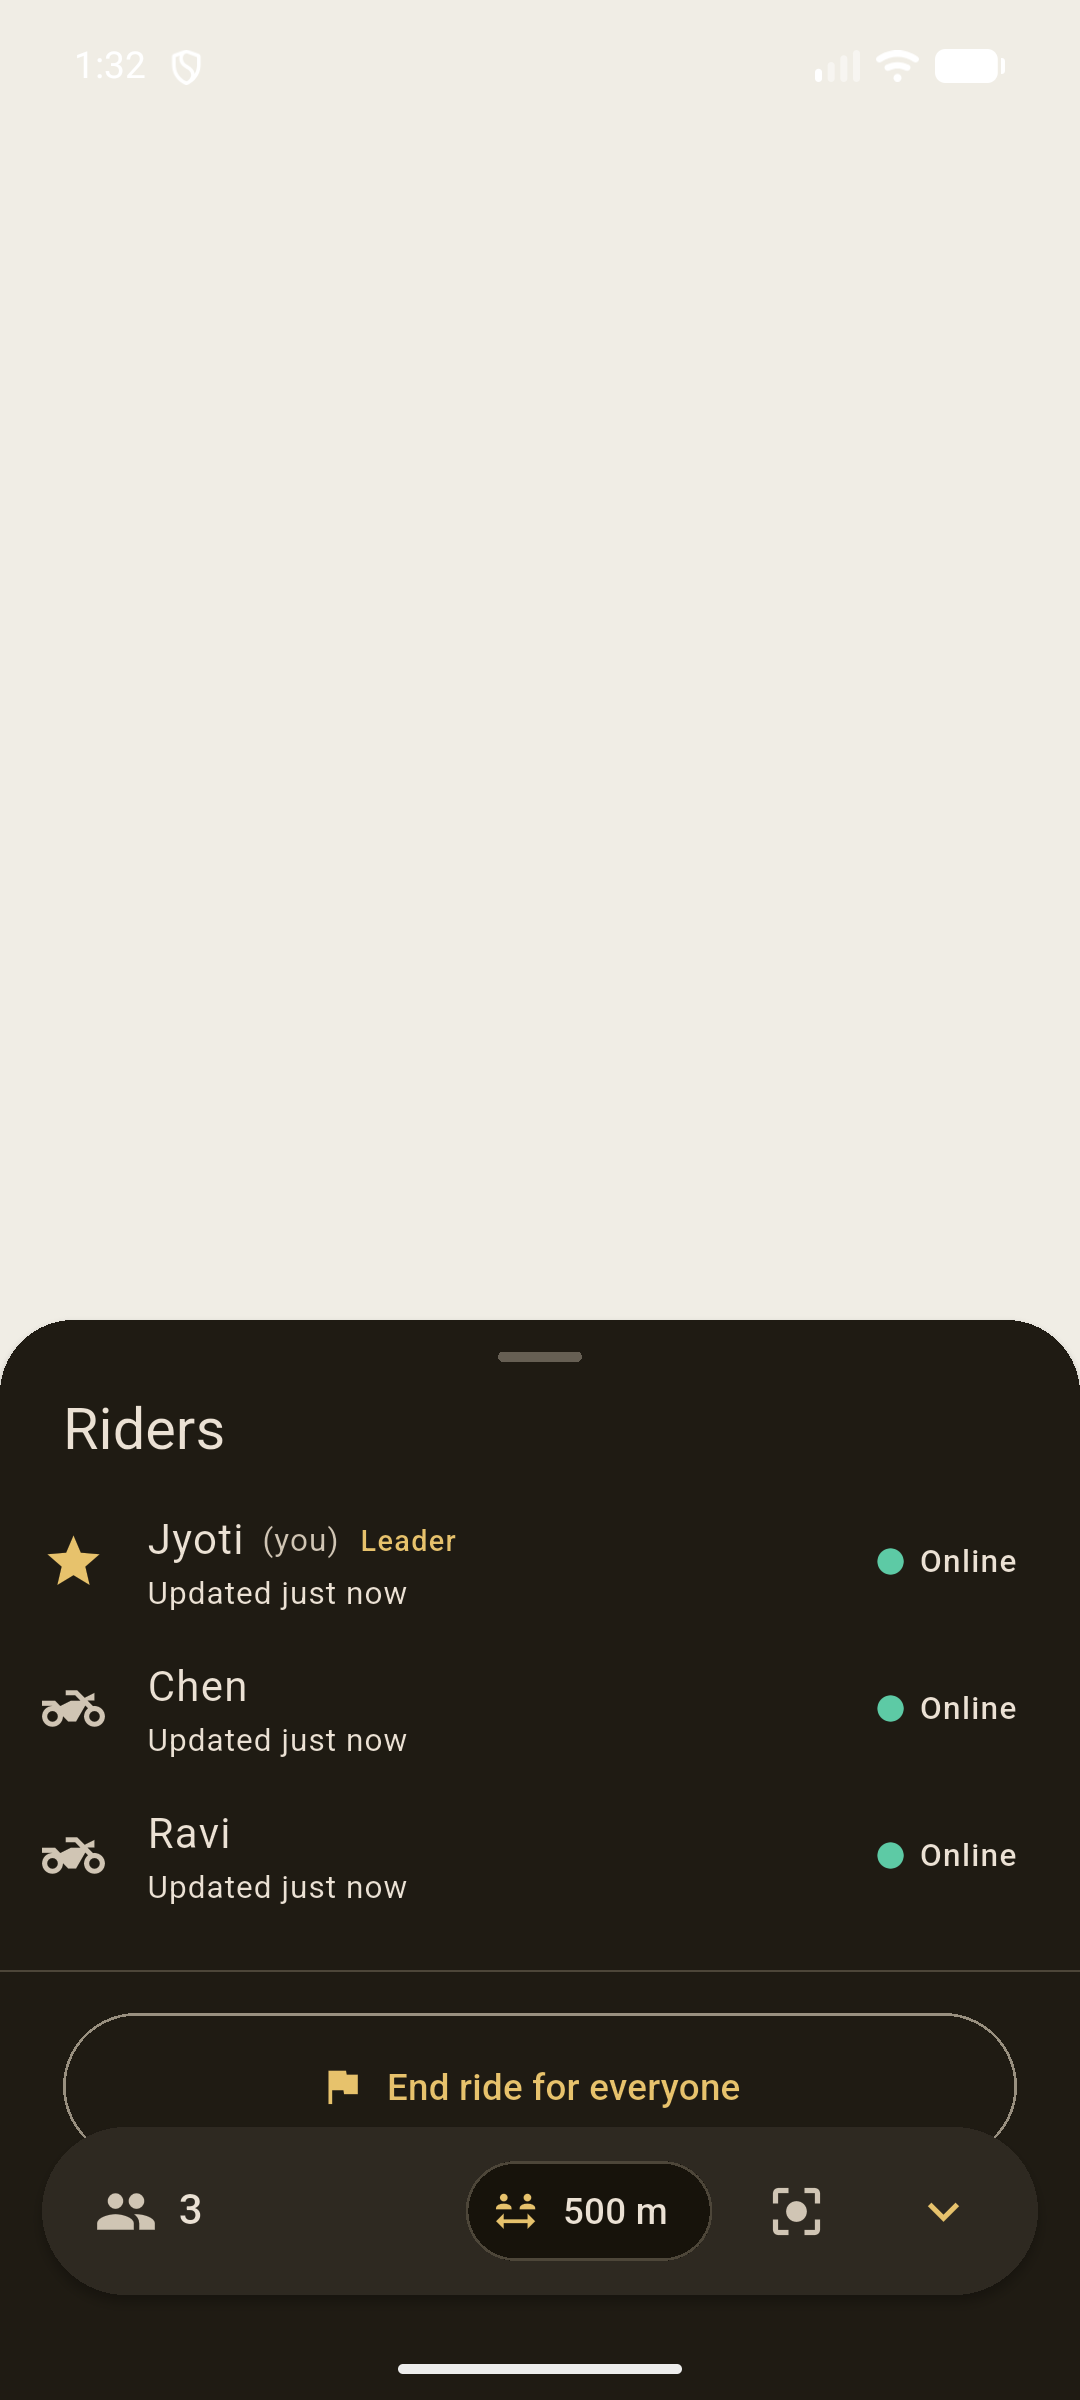 1:32
Riders
Jyoti (you) Leader
Updated just now
Online
Chen
Updated just now
Online
Ravi
Updated just now
Online
End ride for everyone
3
500 m